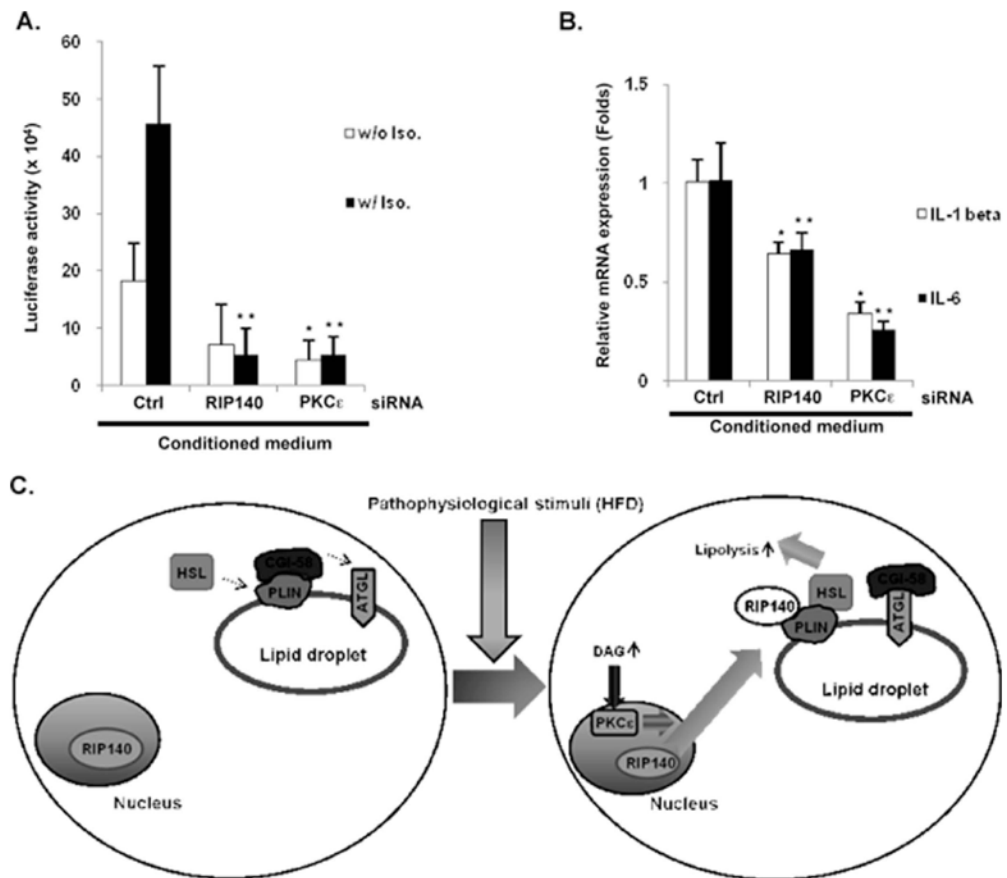 A.
60
50
40
30
20
10
0
Luciferase activity (x 10⁴)
w/o Iso.
w/ Iso.
* *
*
* *
Ctrl
RIP140
PKCε
siRNA
Conditioned medium
B.
1.5
1
0.5
0
Relative mRNA expression (Folds)
IL-1 beta
IL-6
*
* *
*
* *
Ctrl
RIP140
PKCε
siRNA
Conditioned medium
C.
Pathophysiological stimuli (HFD)
HSL
CGI-58
PLIN
ATGL
Lipid droplet
RIP140
Nucleus
Lipolysis ↑
RIP140
HSL
PLIN
CGI-58
ATGL
Lipid droplet
DAG ↑
PKCε
RIP140
Nucleus